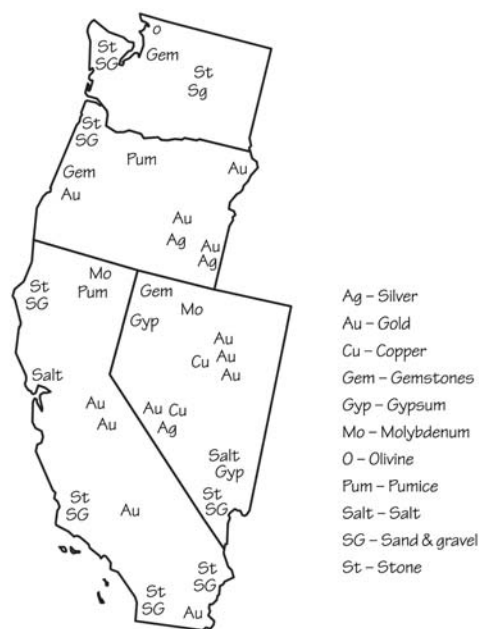 O
Gem
St
SG
St
Sg
St
SG
Pum
Au
Gem
Au
Au
Ag
Au
Ag
Mo
Pum
St
SG
Gem
Mo
Gyp
Au
Cu
Au
Au
Salt
Au
Au
Au
Cu
Ag
Salt
Gyp
St
SG
St
SG
Au
St
SG
St
SG
Au
Ag – Silver
Au – Gold
Cu – Copper
Gem – Gemstones
Gyp – Gypsum
Mo – Molybdenum
O – Olivine
Pum – Pumice
Salt – Salt
SG – Sand & gravel
St – Stone